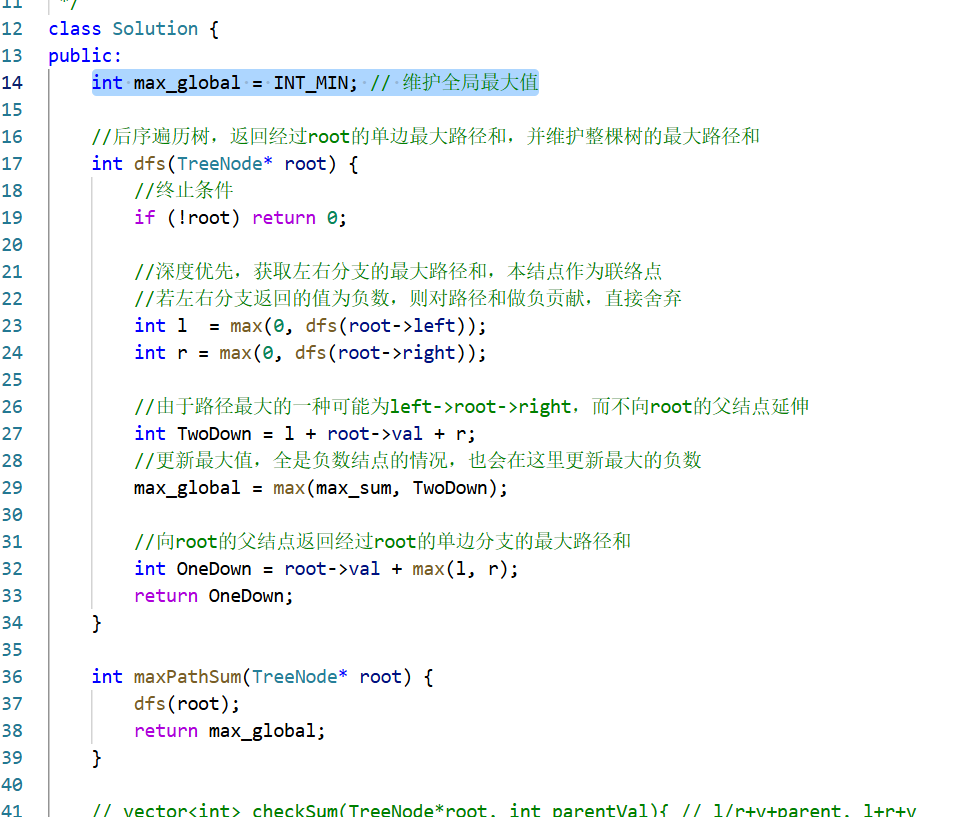 11 */
12 class Solution {
13 public:
14     int max_global = INT_MIN; // 维护全局最大值
15
16     //后序遍历树，返回经过root的单边最大路径和，并维护整棵树的最大路径和
17     int dfs(TreeNode* root) {
18         //终止条件
19         if (!root) return 0;
20
21         //深度优先，获取左右分支的最大路径和，本结点作为联络点
22         //若左右分支返回的值为负数，则对路径和做负贡献，直接舍弃
23         int l  = max(0, dfs(root->left));
24         int r = max(0, dfs(root->right));
25
26         //由于路径最大的一种可能为left->root->right，而不向root的父结点延伸
27         int TwoDown = l + root->val + r;
28         //更新最大值，全是负数结点的情况，也会在这里更新最大的负数
29         max_global = max(max_sum, TwoDown);
30
31         //向root的父结点返回经过root的单边分支的最大路径和
32         int OneDown = root->val + max(l, r);
33         return OneDown;
34     }
35
36     int maxPathSum(TreeNode* root) {
37         dfs(root);
38         return max_global;
39     }
40
41     // vector<int> checkSum(TreeNode*root, int parentVal){ // l/r+v+parent, l+r+v